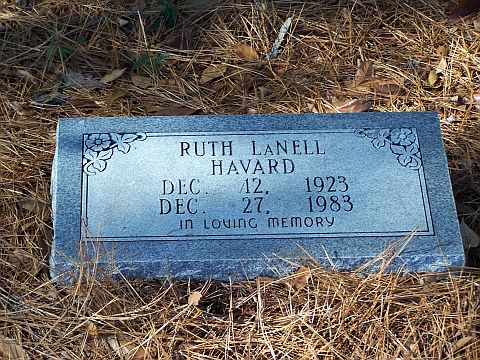 RUTH LANELL
HAVARD
DEC. 12, 1923
DEC. 27, 1983
IN LOVING MEMORY